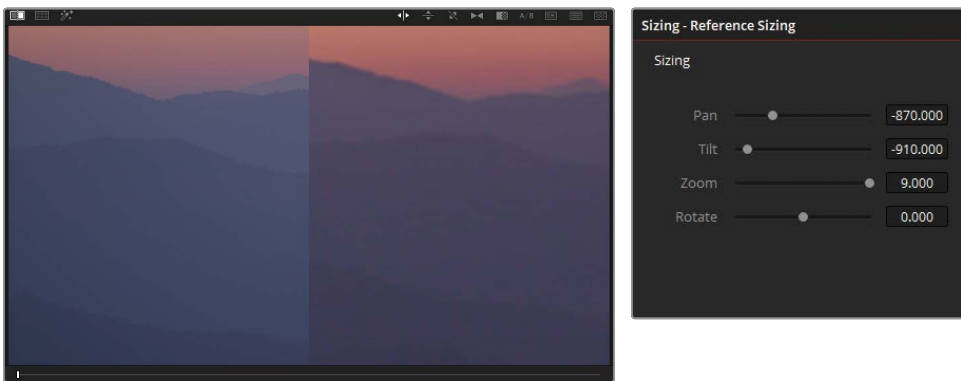 A/B
Sizing - Reference Sizing
Sizing
Pan -870.000
Tilt -910.000
Zoom 9.000
Rotate 0.000